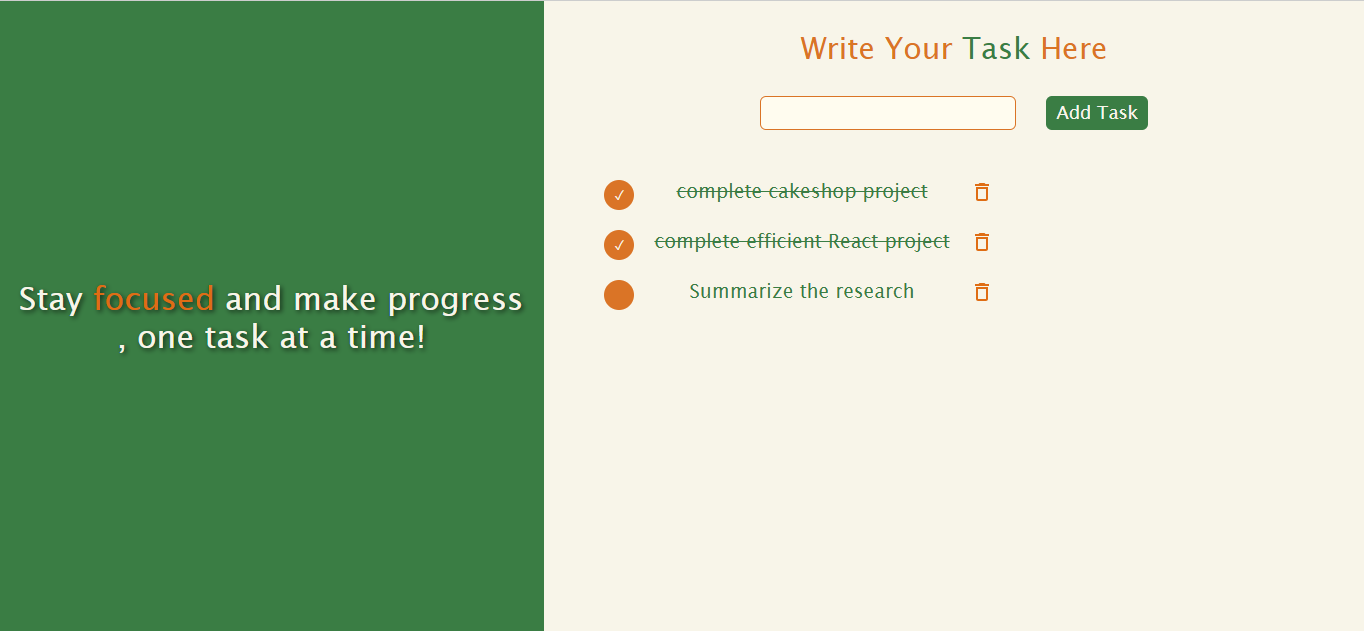 Stay focused and make progress
, one task at a time!
Write Your Task Here
Add Task
✓ complete cakeshop project
✓ complete efficient React project
Summarize the research